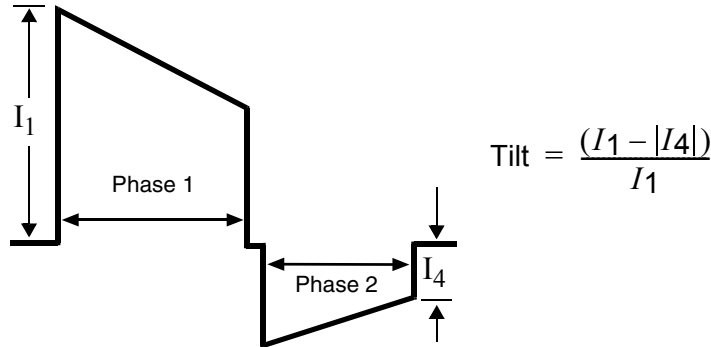 I1
Phase 1
Tilt = (I1 – |I4|) / I1
Phase 2
I4